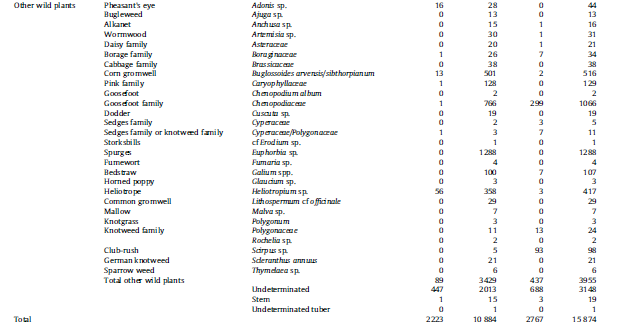 Other wild plants Pheasant's eye Adonis sp. 16 28 0 44
Bugleweed Ajuga sp. 0 13 0 13
Alkanet Anchusa sp. 0 15 1 16
Wormwood Artemisia sp. 0 30 1 31
Daisy family Asteraceae 0 20 1 21
Borage family Boraginaceae 1 26 7 34
Cabbage family Brassicaceae 0 38 0 38
Corn gromwell Buglossoides arvensis/sibthorpianum 13 501 2 516
Pink family Caryophyllaceae 1 128 0 129
Goosefoot Chenopodium album 0 2 0 2
Goosefoot family Chenopodiaceae 1 766 299 1066
Dodder Cuscuta sp. 0 19 0 19
Sedges family Cyperaceae 0 2 3 5
Sedges family or knotweed family Cyperaceae/Polygonaceae 1 3 7 11
Storksbills cf Erodium sp. 0 1 0 1
Spurges Euphorbia sp. 0 1288 0 1288
Fumewort Fumaria sp. 0 4 0 4
Bedstraw Galium spp. 0 100 7 107
Horned poppy Glaucium sp. 0 3 0 3
Heliotrope Heliotropium sp. 56 358 3 417
Common gromwell Lithospermum cf officinale 0 29 0 29
Mallow Malva sp. 0 7 0 7
Knotgrass Polygonum 0 3 0 3
Knotweed family Polygonaceae 0 11 13 24
Rochelia sp. 0 2 0 2
Club-rush Scirpus sp. 0 5 93 98
German knotweed Scleranthus annuus 0 21 0 21
Sparrow weed Thymelaea sp. 0 6 0 6
Total other wild plants 89 3429 437 3955
Undetermined 447 2013 688 3148
Stem 1 15 3 19
Undetermined tuber 0 1 0 1
Total 2223 10 884 2767 15 874